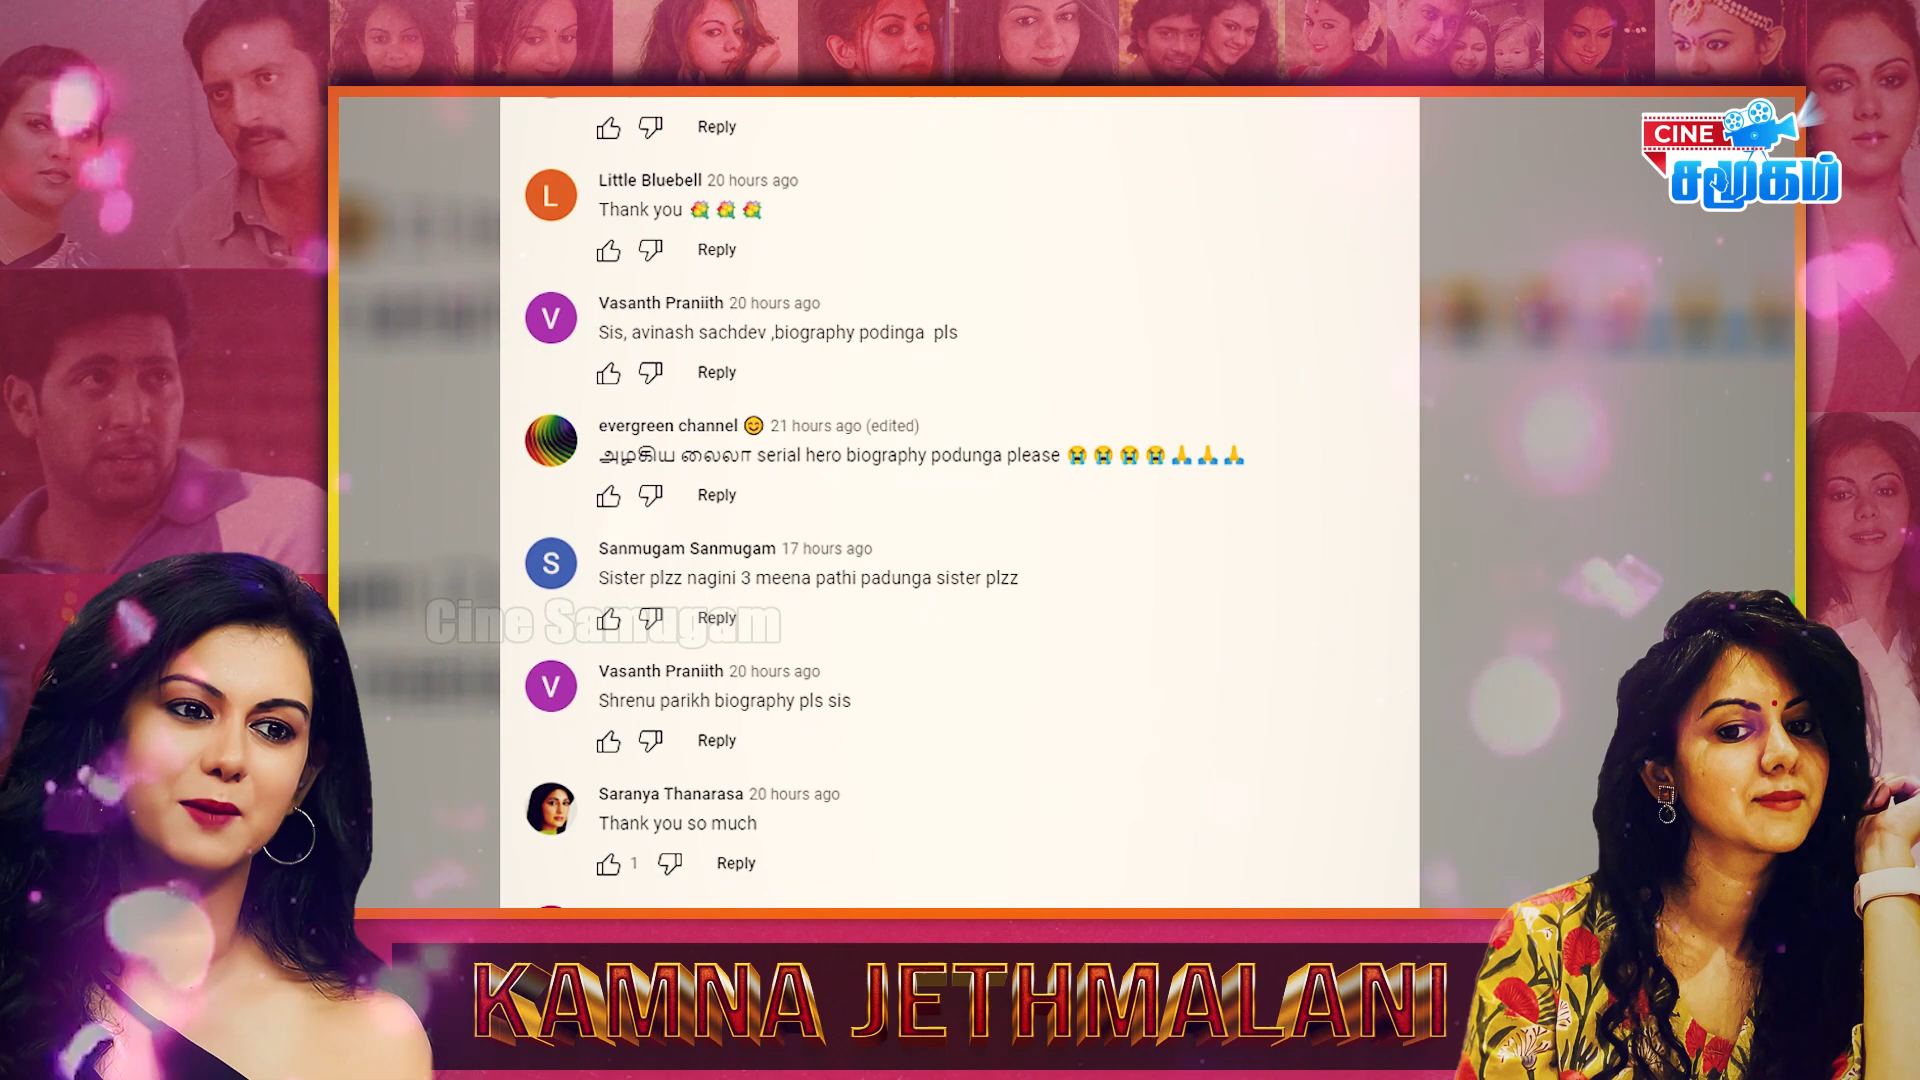 Reply
CINE
சமூகம்
L
Little Bluebell 20 hours ago
Thank you 💐 💐 💐
Reply
V
Vasanth Praniith 20 hours ago
Sis, avinash sachdev ,biography podinga  pls
Reply
evergreen channel 😊 21 hours ago (edited)
அழகிய லைலா serial hero biography podunga please 😭 😭 😭 😭 🙏 🙏 🙏
Reply
S
Sanmugam Sanmugam 17 hours ago
Sister plzz nagini 3 meena pathi padunga sister plzz
Cine Samugam
Reply
V
Vasanth Praniith 20 hours ago
Shrenu parikh biography pls sis
Reply
Saranya Thanarasa 20 hours ago
Thank you so much
1 Reply
KAMNA JETHMALANI